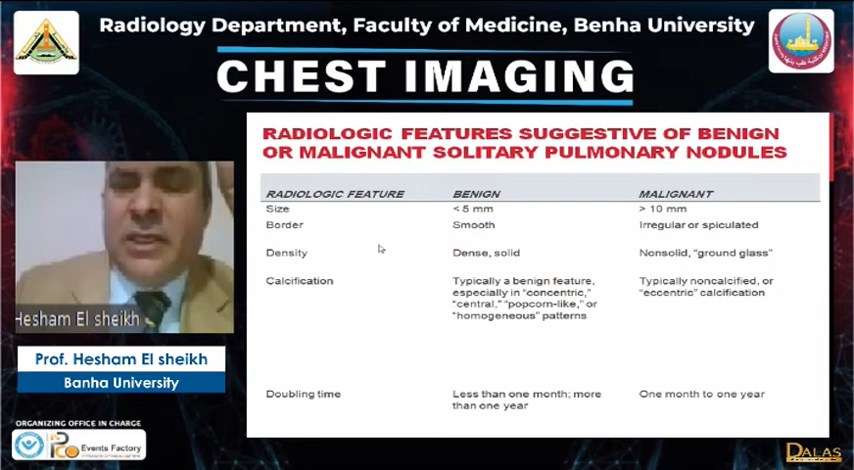 Radiology Department, Faculty of Medicine, Benha University
CHEST IMAGING
RADIOLOGIC FEATURES SUGGESTIVE OF BENIGN
OR MALIGNANT SOLITARY PULMONARY NODULES
RADIOLOGIC FEATURE BENIGN MALIGNANT
Size < 5 mm > 10 mm
Border Smooth Irregular or spiculated
Density Dense, solid Nonsolid, "ground glass"
Calcification Typically a benign feature, Typically noncalcified, or
especially in "concentric," "eccentric" calcification
"central," "popcorn-like," or
"homogeneous" patterns
Doubling time Less than one month; more One month to one year
than one year
Hesham El sheikh
Prof. Hesham El sheikh
Banha University
ORGANIZING OFFICE IN CHARGE
Events Factory
DALAS